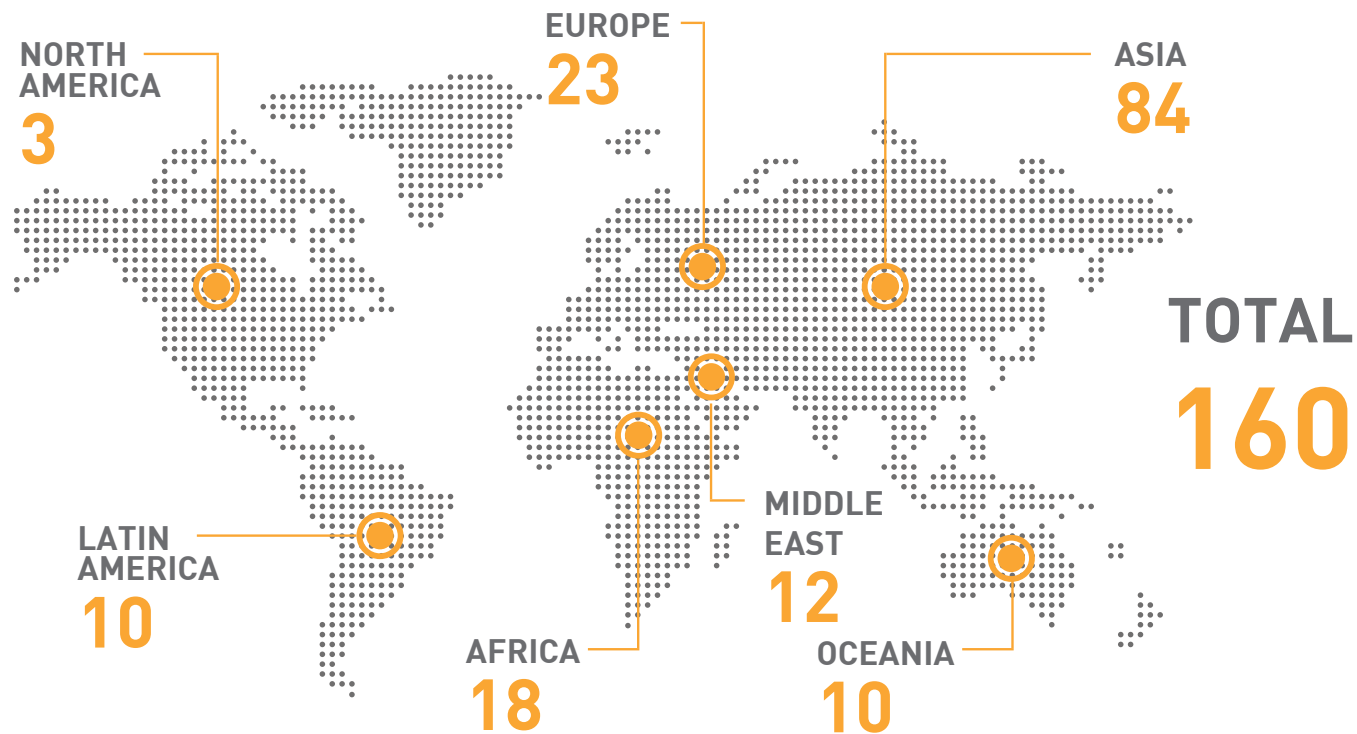 NORTH
AMERICA
3
EUROPE
23
ASIA
84
TOTAL
160
LATIN
AMERICA
10
AFRICA
18
MIDDLE
EAST
12
OCEANIA
10